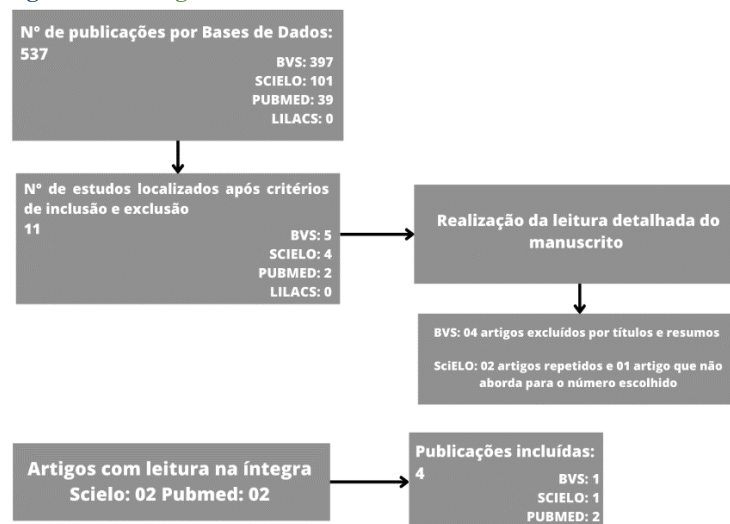 Nº de publicações por Bases de Dados:
537
BVS: 397
SCIELO: 101
PUBMED: 39
LILACS: 0
Nº de estudos localizados após critérios
de inclusão e exclusão
11
BVS: 5
SCIELO: 4
PUBMED: 2
LILACS: 0
Realização da leitura detalhada do
manuscrito
BVS: 04 artigos excluídos por títulos e resumos
SciELO: 02 artigos repetidos e 01 artigo que não
aborda para o número escolhido
Artigos com leitura na íntegra
Scielo: 02 Pubmed: 02
Publicações incluídas:
4
BVS: 1
SCIELO: 1
PUBMED: 2